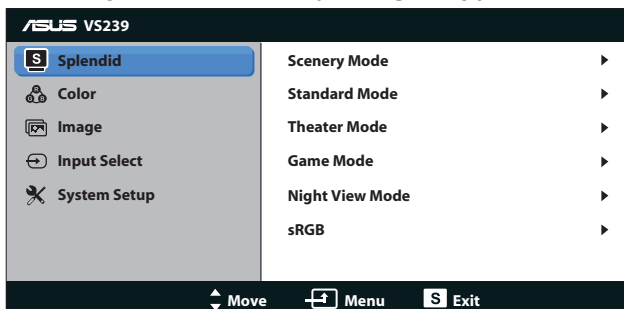 ASUS VS239
S Splendid
Color
Image
Input Select
System Setup
Scenery Mode
Standard Mode
Theater Mode
Game Mode
Night View Mode
sRGB
Move Menu S Exit